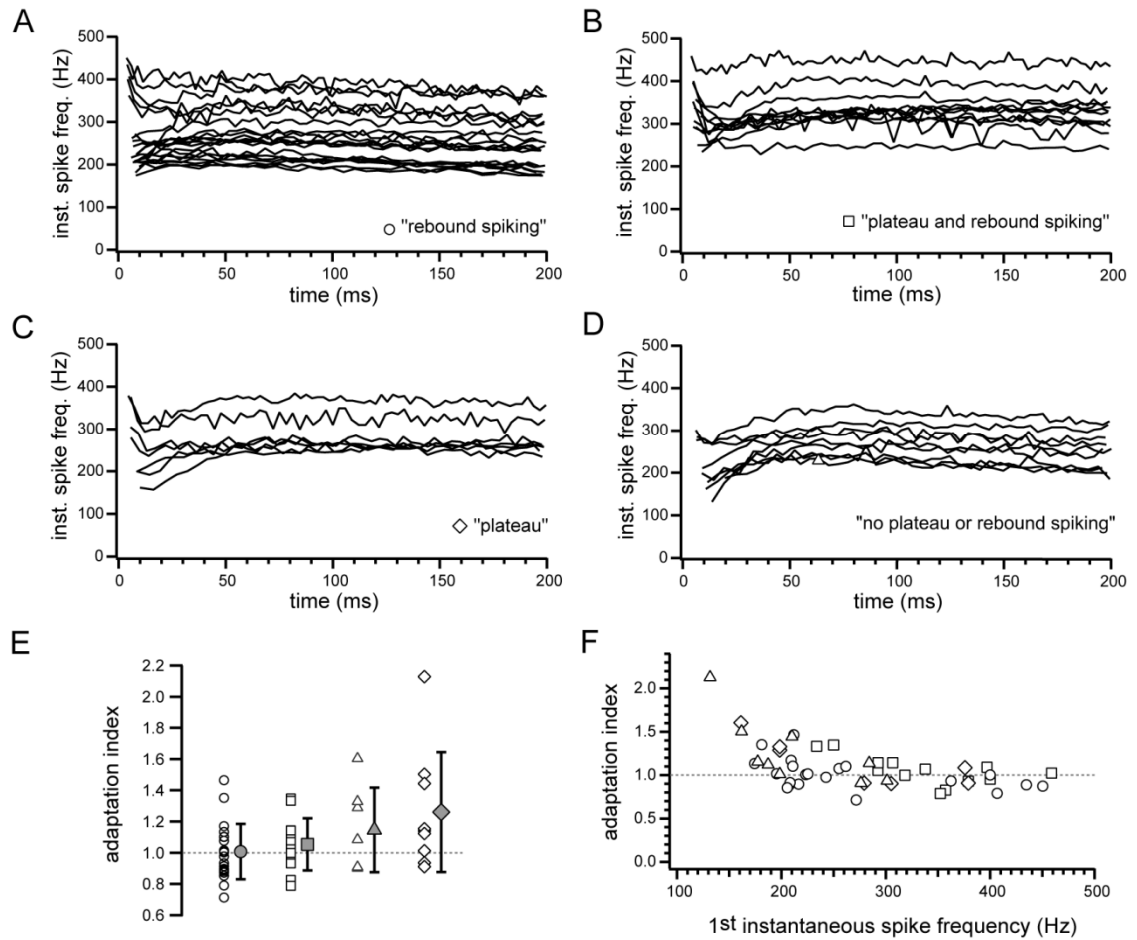 A
B
500
400
300
200
100
0
inst. spike freq. (Hz)
0 50 100 150 200
time (ms)
"rebound spiking"
500
400
300
200
100
0
inst. spike freq. (Hz)
0 50 100 150 200
time (ms)
"plateau and rebound spiking"
C
D
500
400
300
200
100
0
inst. spike freq. (Hz)
0 50 100 150 200
time (ms)
"plateau"
500
400
300
200
100
0
inst. spike freq. (Hz)
0 50 100 150 200
time (ms)
"no plateau or rebound spiking"
E
F
2.2
2.0
1.8
1.6
1.4
1.2
1.0
0.8
0.6
adaptation index
2.0
1.5
1.0
0.5
0.0
adaptation index
100 200 300 400 500
1st instantaneous spike frequency (Hz)